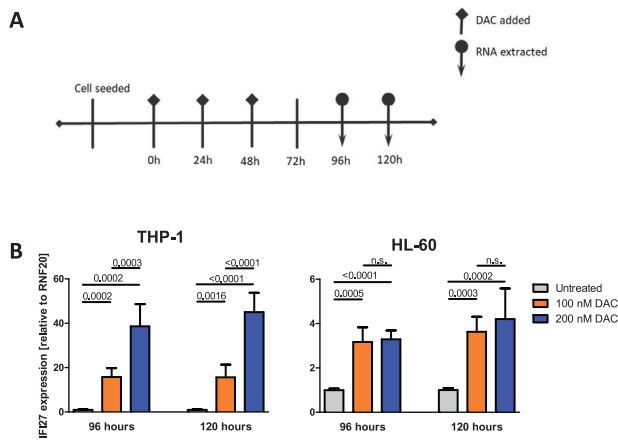 A
DAC added
RNA extracted
Cell seeded
0h
24h
48h
72h
96h
120h
B
THP-1
HL-60
IFI27 expression [relative to RNF20]
60
40
20
0
0.0003
0.0002
0.0002
<0.0001
<0.0001
0.0016
96 hours
120 hours
6
4
2
0
n.s.
<0.0001
0.0005
n.s.
0.0002
0.0003
96 hours
120 hours
Untreated
100 nM DAC
200 nM DAC